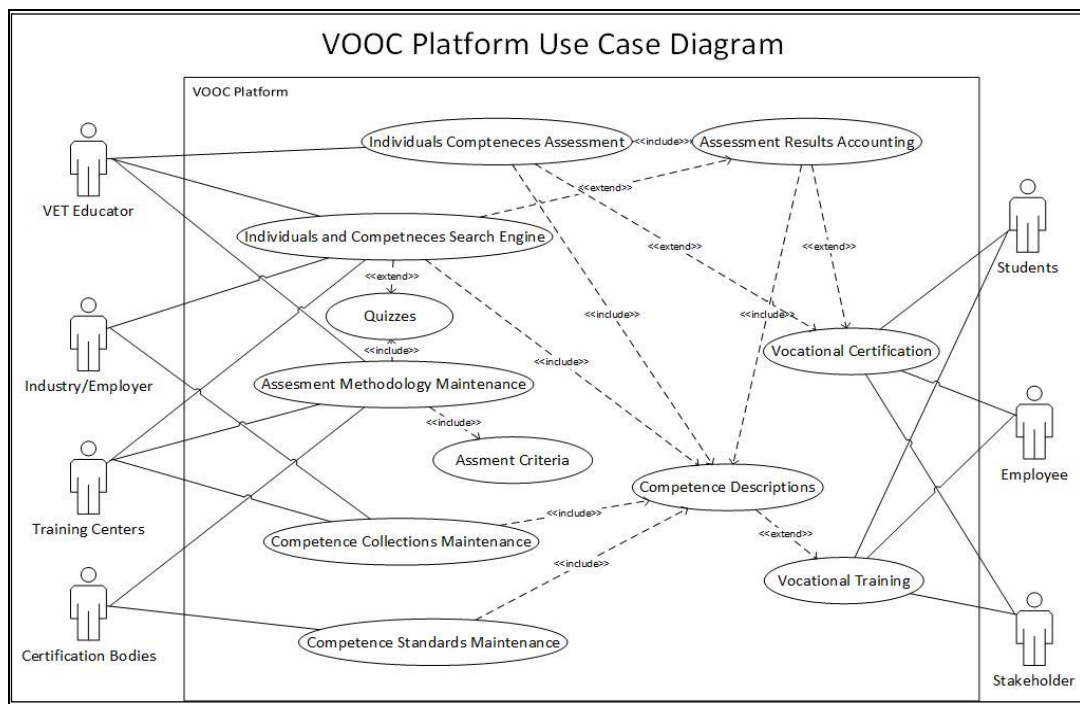 VOOC Platform Use Case Diagram
VOOC Platform
Individuals Compteneces Assessment
<<include>>
Assessment Results Accounting
VET Educator
<<extend>>
Individuals and Competneces Search Engine
<<extend>>
<<extend>>
Students
<<extend>>
Quizzes
<<include>>
<<include>>
Industry/Employer
<<include>>
Vocational Certification
<<include>>
Assesment Methodology Maintenance
<<include>>
Assment Criteria
Employee
Competence Descriptions
Training Centers
<<include>>
Competence Collections Maintenance
<<extend>>
<<include>>
Vocational Training
Competence Standards Maintenance
Certification Bodies
Stakeholder